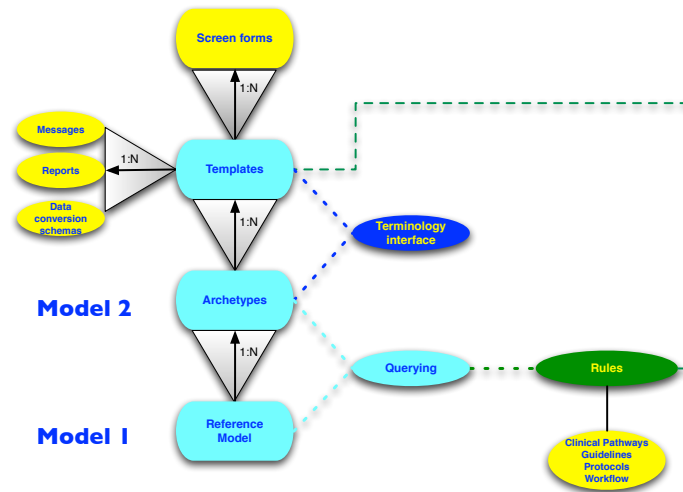 Screen forms
1:N
Messages
1:N
Reports
Templates
Data
conversion
schemas
1:N
Terminology
interface
Model 2
Archetypes
1:N
Querying
Rules
Model 1
Reference
Model
Clinical Pathways
Guidelines
Protocols
Workflow